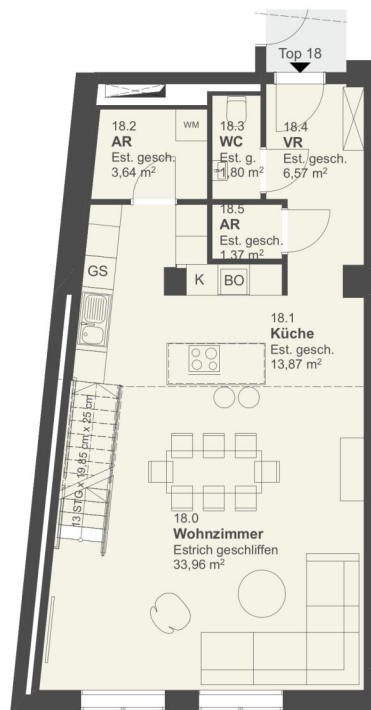 Top 18
18.2
AR
Est. gesch.
3,64 m²
WM
18.3
WC
Est. g.
1,80 m²
18.4
VR
Est. gesch.
6,57 m²
18.5
AR
Est. gesch.
1,37 m²
GS
K
BO
18.1
Küche
Est. gesch.
13,87 m²
13 STG x 19,85 cm x 25 cm
18.0
Wohnzimmer
Estrich geschliffen
33,96 m²